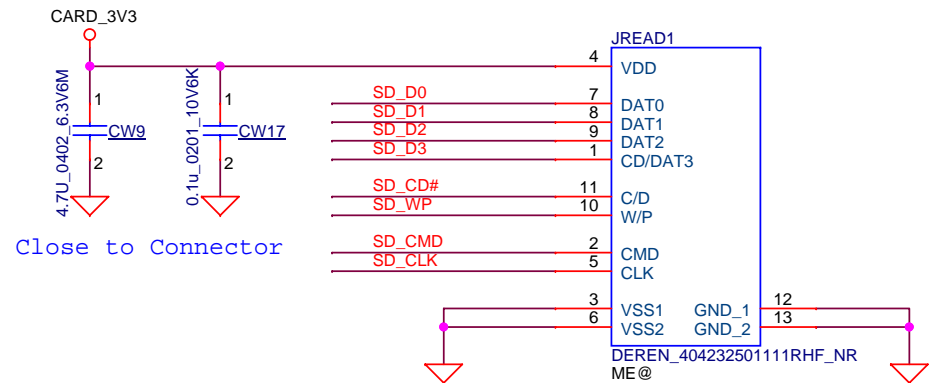 CARD_3V3
JREAD1
4 VDD
SD_D0 7 DAT0
SD_D1 8 DAT1
SD_D2 9 DAT2
SD_D3 1 CD/DAT3
1 CW9 2
4.7U_0402_6.3V6M
1 CW17 2
0.1u_0201_10V6K
SD_CD# 11 C/D
SD_WP 10 W/P
Close to Connector
SD_CMD 2 CMD
SD_CLK 5 CLK
3 VSS1 GND_1 12
6 VSS2 GND_2 13
DEREN_404232501111RHF_NR
ME@